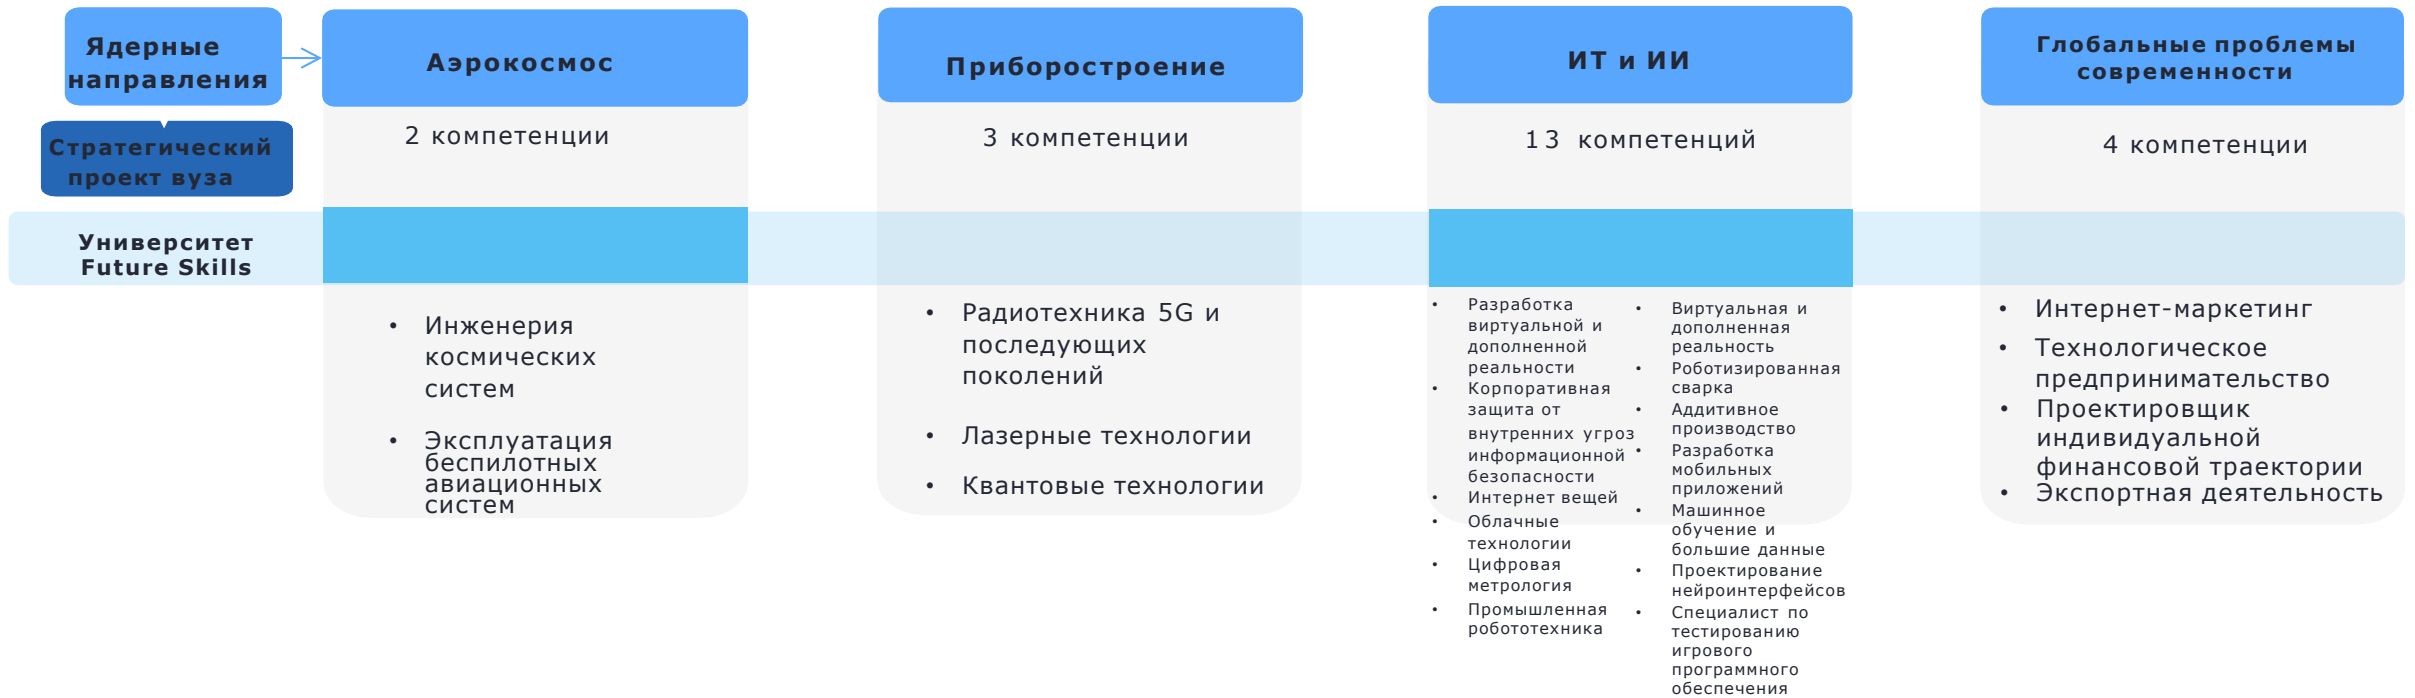 Ядерные
направления
Стратегический
проект вуза
Университет
Future Skills
Аэрокосмос
2 компетенции
• Инженерия
космических
систем
• Эксплуатация
беспилотных
авиационных
систем
Приборостроение
3 компетенции
• Радиотехника 5G и
последующих
поколений
• Лазерные технологии
• Квантовые технологии
ИТ и ИИ
13 компетенций
• Разработка
виртуальной и
дополненной
реальности
• Корпоративная
защита от
внутренних угроз
информационной
безопасности
• Интернет вещей
• Облачные
технологии
• Цифровая
метрология
• Промышленная
робототехника
• Виртуальная и
дополненная
реальность
• Роботизированная
сварка
• Аддитивное
производство
• Разработка
мобильных
приложений
• Машинное
обучение и
большие данные
• Проектирование
нейроинтерфейсов
• Специалист по
тестированию
игрового
программного
обеспечения
Глобальные проблемы
современности
4 компетенции
• Интернет-маркетинг
• Технологическое
предпринимательство
• Проектировщик
индивидуальной
финансовой траектории
• Экспортная деятельность